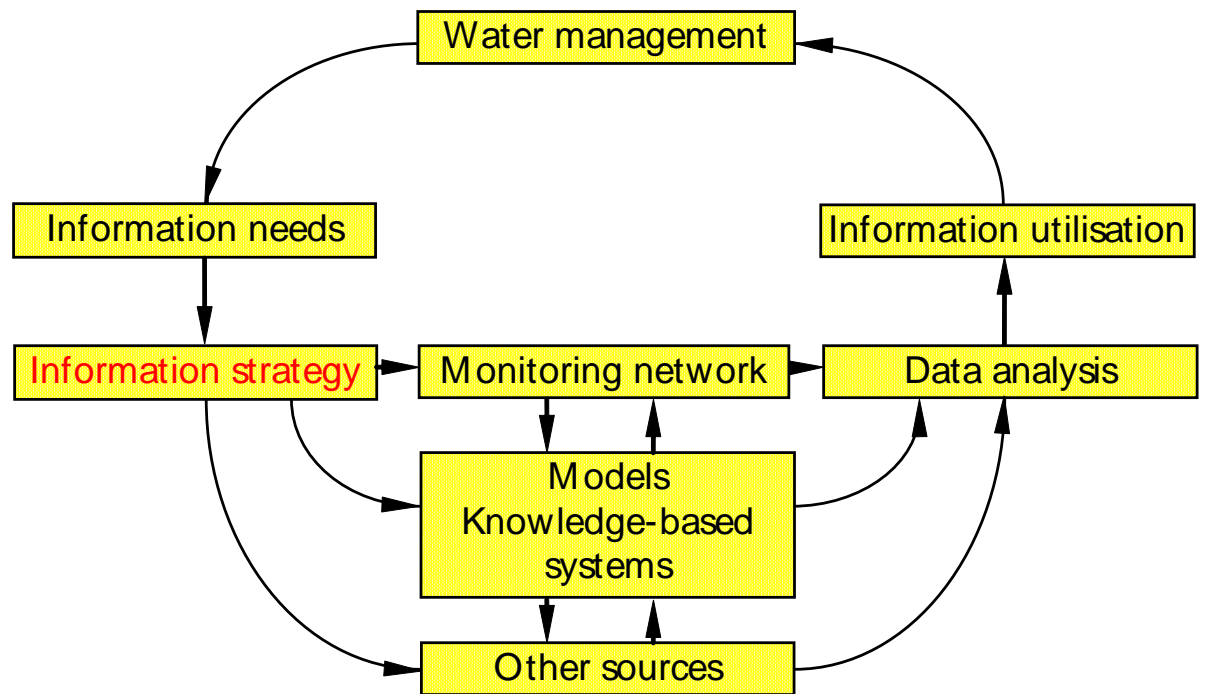 Water management
Information needs
Information utilisation
Information strategy
Monitoring network
Data analysis
Models
Knowledge-based
systems
Other sources